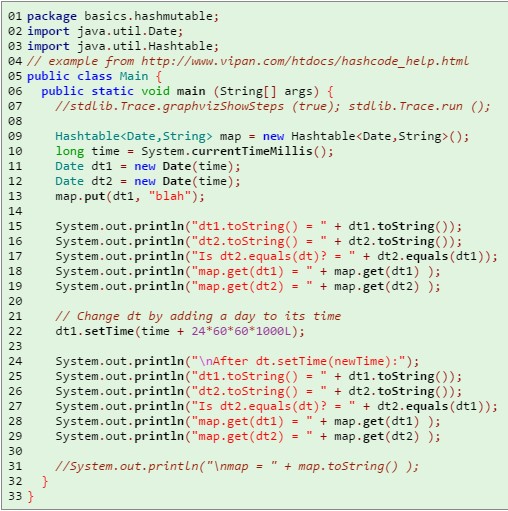 01 package basics.hashmutable;
02 import java.util.Date;
03 import java.util.Hashtable;
04 // example from http://www.vipan.com/htdocs/hashcode_help.html
05 public class Main {
06   public static void main (String[] args) {
07     //stdlib.Trace.graphvizShowSteps (true); stdlib.Trace.run ();
08
09     Hashtable<Date,String> map = new Hashtable<Date,String>();
10     long time = System.currentTimeMillis();
11     Date dt1 = new Date(time);
12     Date dt2 = new Date(time);
13     map.put(dt1, "blah");
14
15     System.out.println("dt1.toString() = " + dt1.toString());
16     System.out.println("dt2.toString() = " + dt2.toString());
17     System.out.println("Is dt2.equals(dt)? = " + dt2.equals(dt1));
18     System.out.println("map.get(dt1) = " + map.get(dt1) );
19     System.out.println("map.get(dt2) = " + map.get(dt2) );
20
21     // Change dt by adding a day to its time
22     dt1.setTime(time + 24*60*60*1000L);
23
24     System.out.println("\nAfter dt.setTime(newTime):");
25     System.out.println("dt1.toString() = " + dt1.toString());
26     System.out.println("dt2.toString() = " + dt2.toString());
27     System.out.println("Is dt2.equals(dt)? = " + dt2.equals(dt1));
28     System.out.println("map.get(dt1) = " + map.get(dt1) );
29     System.out.println("map.get(dt2) = " + map.get(dt2) );
30
31     //System.out.println("\nmap = " + map.toString() );
32   }
33 }